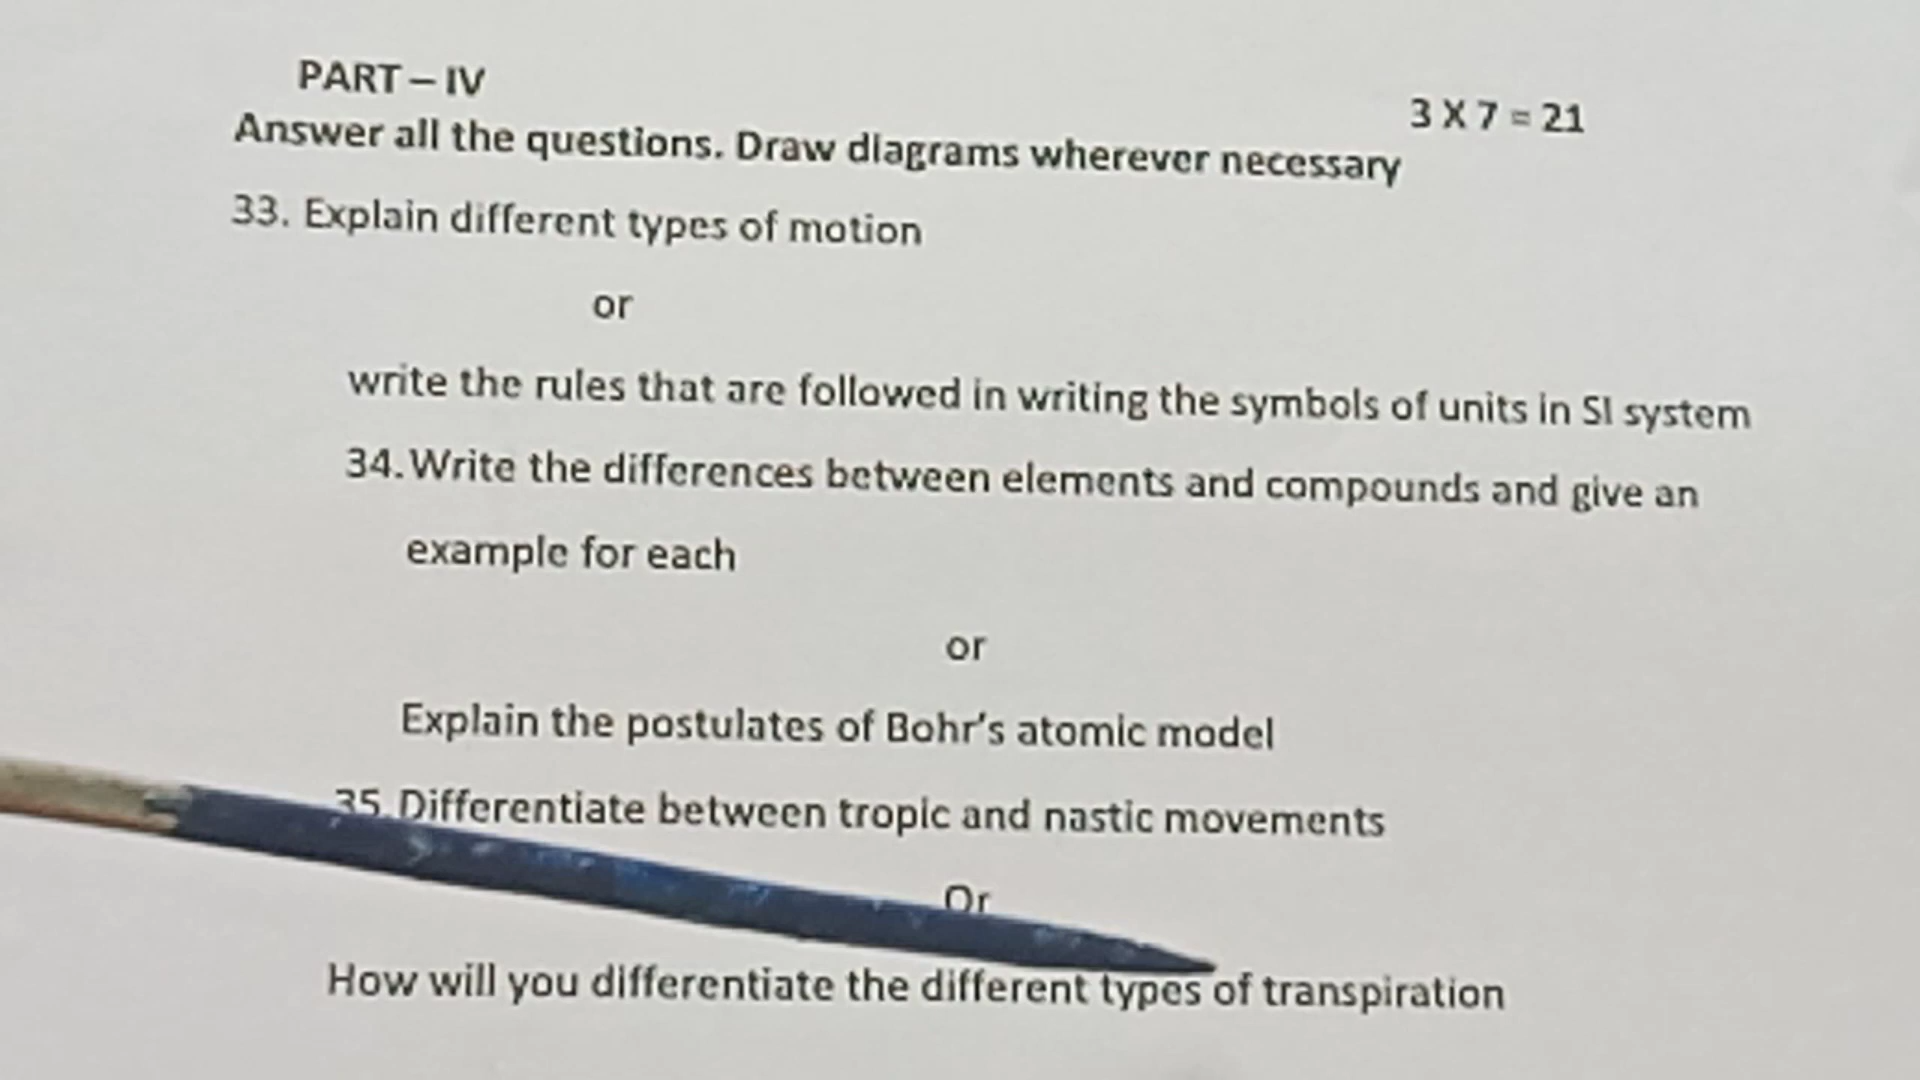 PART – IV
3 X 7 = 21
Answer all the questions. Draw diagrams wherever necessary
33. Explain different types of motion
or
write the rules that are followed in writing the symbols of units in SI system
34. Write the differences between elements and compounds and give an
example for each
or
Explain the postulates of Bohr's atomic model
35. Differentiate between tropic and nastic movements
Or
How will you differentiate the different types of transpiration